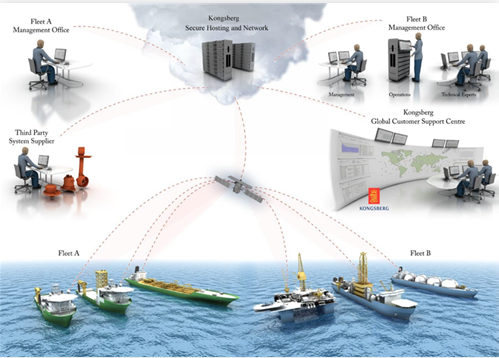 Fleet A
Management Office
Kongsberg
Secure Hosting and Network
Fleet B
Management Office
Management
Operations
Technical Experts
Third Party
System Supplier
Kongsberg
Global Customer Support Centre
KONGSBERG
Fleet A
Fleet B